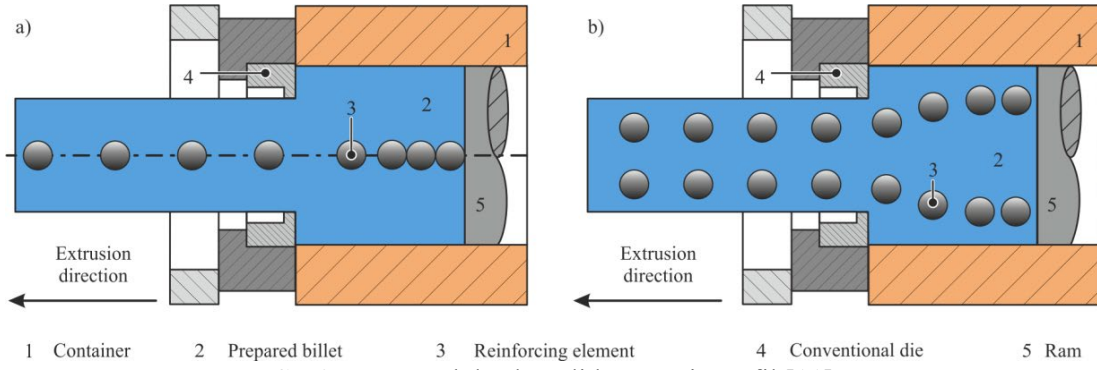 a)
1
4
3
2
5
Extrusion
direction
b)
1
4
2
3
5
Extrusion
direction
1 Container 2 Prepared billet 3 Reinforcing element 4 Conventional die 5 Ram